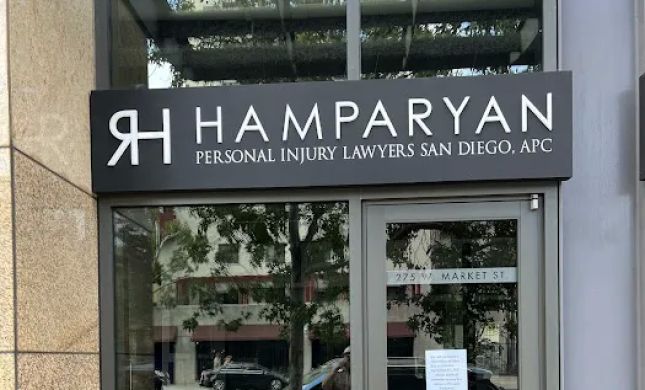 RH HAMPARYAN
PERSONAL INJURY LAWYERS SAN DIEGO, APC
275 W. MARKET ST.